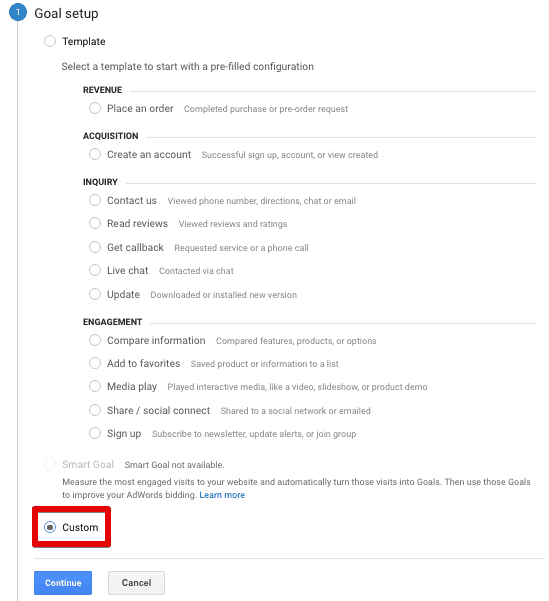 1 Goal setup
Template
Select a template to start with a pre-filled configuration
REVENUE
Place an order Completed purchase or pre-order request
ACQUISITION
Create an account Successful sign up, account, or view created
INQUIRY
Contact us Viewed phone number, directions, chat or email
Read reviews Viewed reviews and ratings
Get callback Requested service or a phone call
Live chat Contacted via chat
Update Downloaded or installed new version
ENGAGEMENT
Compare information Compared features, products, or options
Add to favorites Saved product or information to a list
Media play Played interactive media, like a video, slideshow, or product demo
Share / social connect Shared to a social network or emailed
Sign up Subscribe to newsletter, update alerts, or join group
Smart Goal Smart Goal not available.
Measure the most engaged visits to your website and automatically turn those visits into Goals. Then use those Goals
to improve your AdWords bidding. Learn more
Custom
Continue Cancel